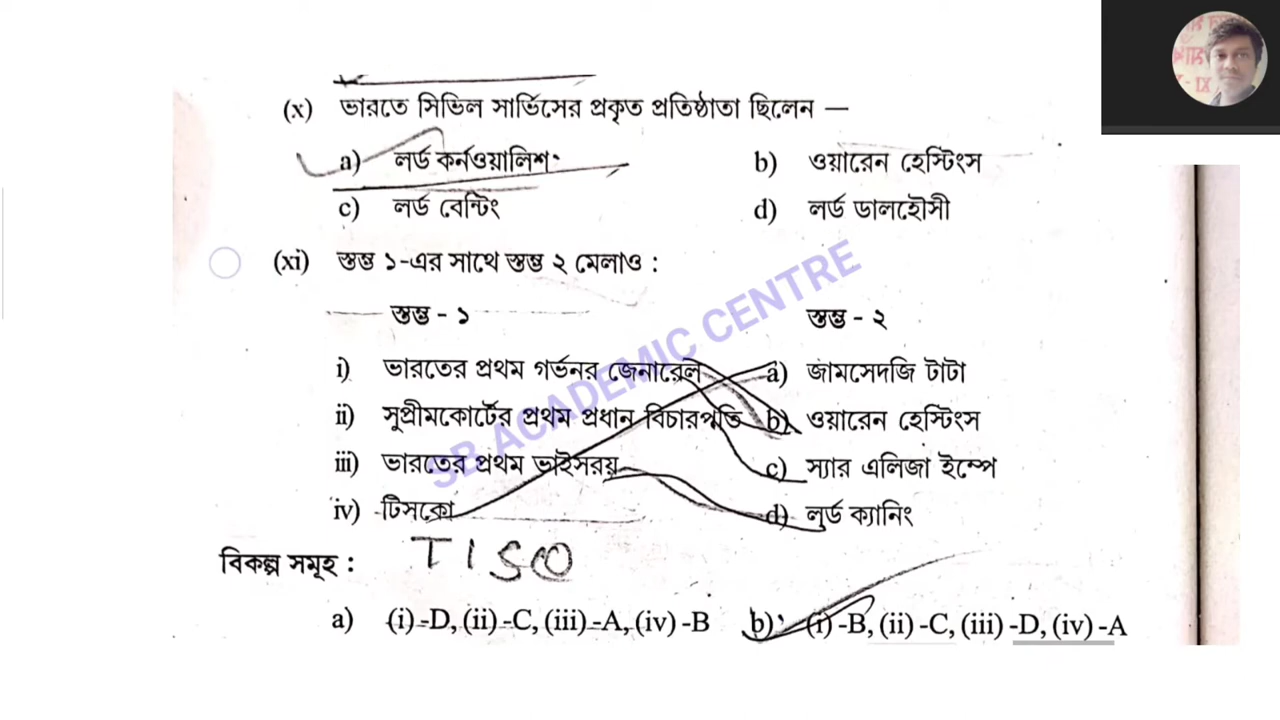 (x) ভারতে সিভিল সার্ভিসের প্রকৃত প্রতিষ্ঠাতা ছিলেন —
a) লর্ড কর্নওয়ালিশ b) ওয়ারেন হেস্টিংস
c) লর্ড বেন্টিং d) লর্ড ডালহৌসী
(xi) স্তম্ভ ১-এর সাথে স্তম্ভ ২ মেলাও :
স্তম্ভ - ১ স্তম্ভ - ২
i) ভারতের প্রথম গর্ভনর জেনারেল a) জামসেদজি টাটা
ii) সুপ্রীমকোর্টের প্রথম প্রধান বিচারপতি b) ওয়ারেন হেস্টিংস
iii) ভারতের প্রথম ভাইসরয় c) স্যার এলিজা ইম্পে
iv) টিসকো d) লর্ড ক্যানিং
TISCO
বিকল্প সমূহ :
a) (i)-D, (ii)-C, (iii)-A, (iv)-B b) (i)-B, (ii)-C, (iii)-D, (iv)-A
SB ACADEMIC CENTRE